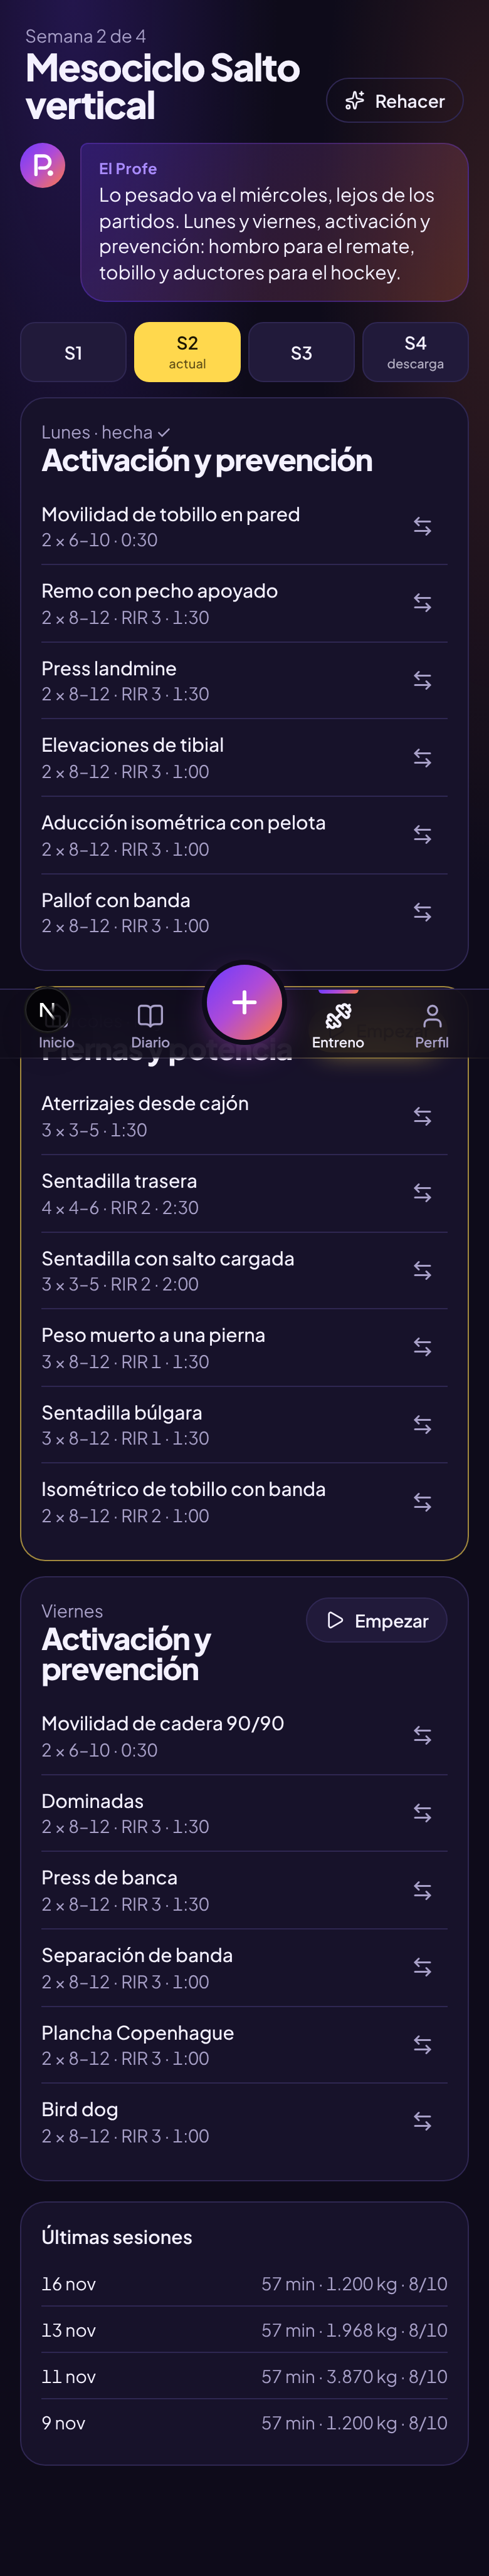 Semana 2 de 4
Mesociclo Salto
vertical
Rehacer
P.
El Profe
Lo pesado va el miércoles, lejos de los
partidos. Lunes y viernes, activación y
prevención: hombro para el remate,
tobillo y aductores para el hockey.
S1
S2
actual
S3
S4
descarga
Lunes · hecha ✓
Activación y prevención
Movilidad de tobillo en pared
2 × 6–10 · 0:30
Remo con pecho apoyado
2 × 8–12 · RIR 3 · 1:30
Press landmine
2 × 8–12 · RIR 3 · 1:30
Elevaciones de tibial
2 × 8–12 · RIR 3 · 1:00
Aducción isométrica con pelota
2 × 8–12 · RIR 3 · 1:00
Pallof con banda
2 × 8–12 · RIR 3 · 1:00
N
Inicio
Diario
Entreno
Perfil
Empezar
Piernas y potencia
Aterrizajes desde cajón
3 × 3–5 · 1:30
Sentadilla trasera
4 × 4–6 · RIR 2 · 2:30
Sentadilla con salto cargada
3 × 3–5 · RIR 2 · 2:00
Peso muerto a una pierna
3 × 8–12 · RIR 1 · 1:30
Sentadilla búlgara
3 × 8–12 · RIR 1 · 1:30
Isométrico de tobillo con banda
2 × 8–12 · RIR 2 · 1:00
Viernes
Empezar
Activación y
prevención
Movilidad de cadera 90/90
2 × 6–10 · 0:30
Dominadas
2 × 8–12 · RIR 3 · 1:30
Press de banca
2 × 8–12 · RIR 3 · 1:30
Separación de banda
2 × 8–12 · RIR 3 · 1:00
Plancha Copenhague
2 × 8–12 · RIR 3 · 1:00
Bird dog
2 × 8–12 · RIR 3 · 1:00
Últimas sesiones
16 nov 57 min · 1.200 kg · 8/10
13 nov 57 min · 1.968 kg · 8/10
11 nov 57 min · 3.870 kg · 8/10
9 nov 57 min · 1.200 kg · 8/10